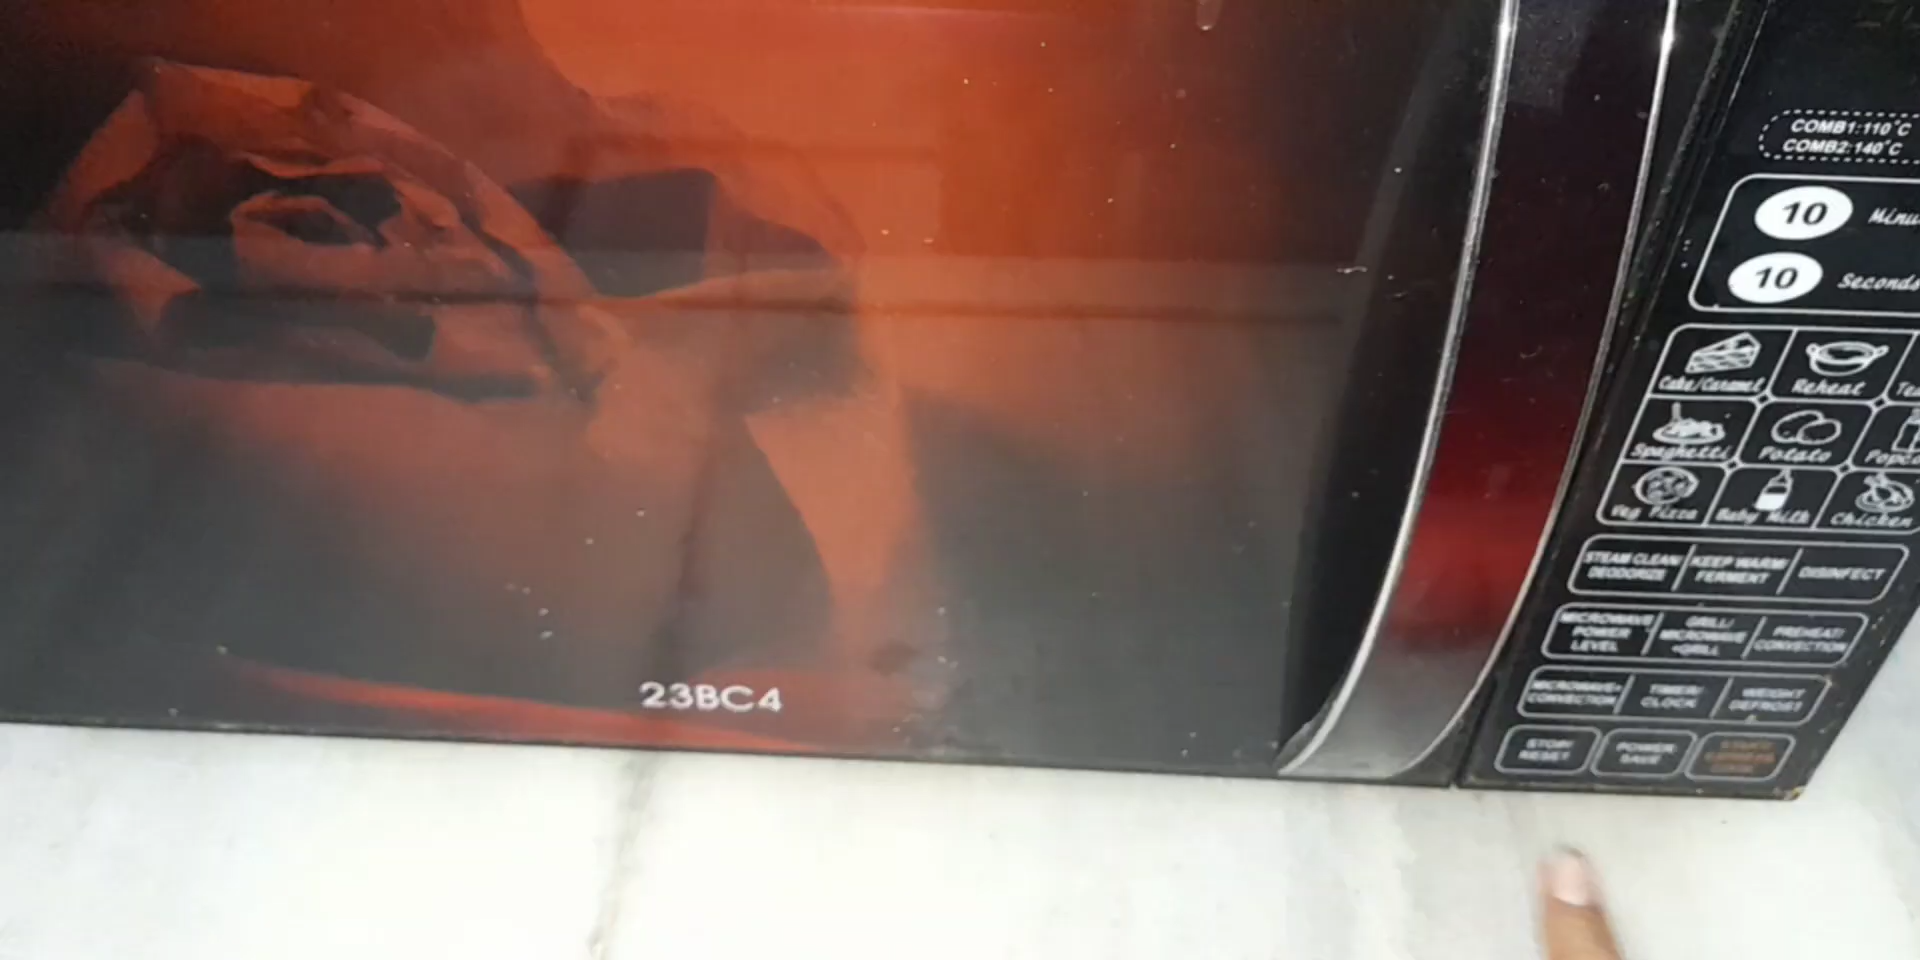 COMB1:110°C
COMB2:140°C
10
10 Seconds
Cake/Caramel Reheat
Spaghetti Potato
Veg Pizza Baby Milk Chicken
STEAM CLEAN/ DEODORIZE KEEP WARM/ FERMENT DISINFECT
MICROWAVE POWER LEVEL GRILL/ MICROWAVE +GRILL PREHEAT/ CONVECTION
MICROWAVE+ CONVECTION TIMER/ CLOCK WEIGHT DEFROST
STOP/ RESET POWER SAVE
23BC4